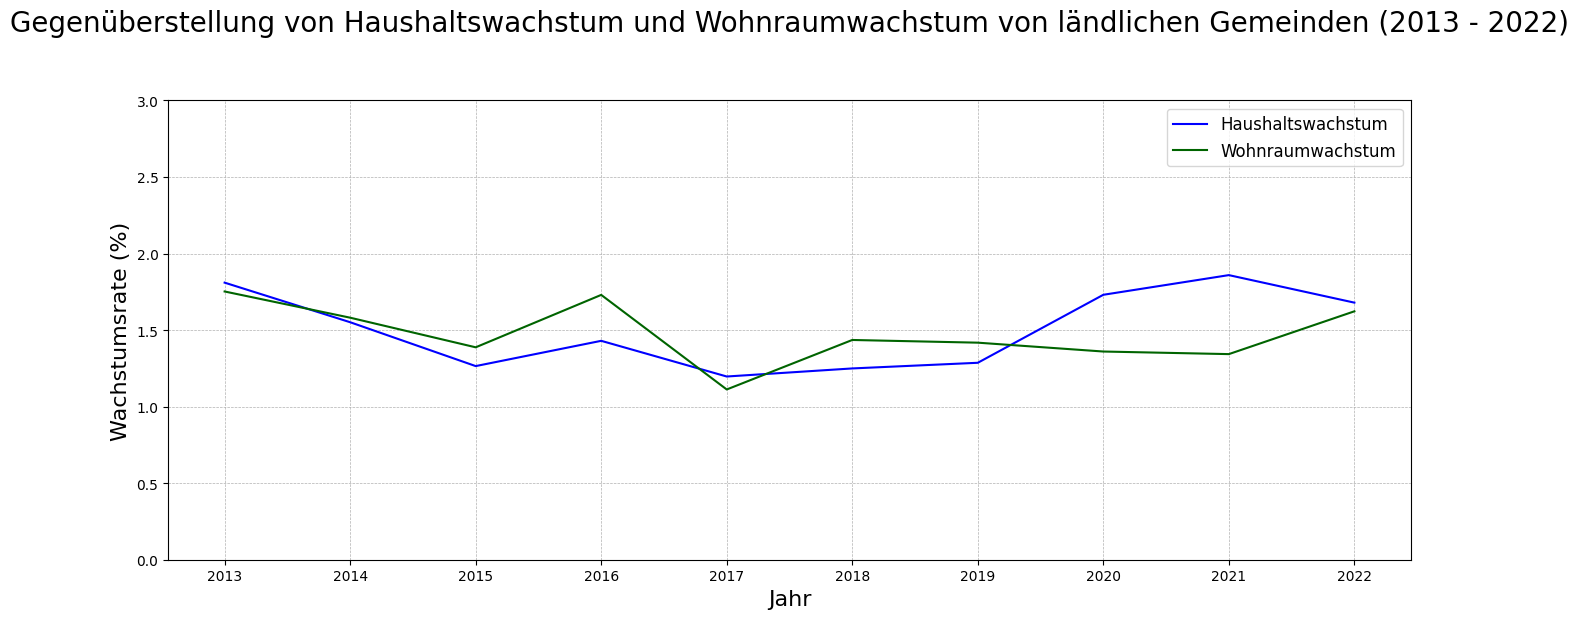 Gegenüberstellung von Haushaltswachstum und Wohnraumwachstum von ländlichen Gemeinden (2013 - 2022)
Haushaltswachstum
Wohnraumwachstum
Wachstumsrate (%)
3.0
2.5
2.0
1.5
1.0
0.5
0.0
2013 2014 2015 2016 2017 2018 2019 2020 2021 2022
Jahr